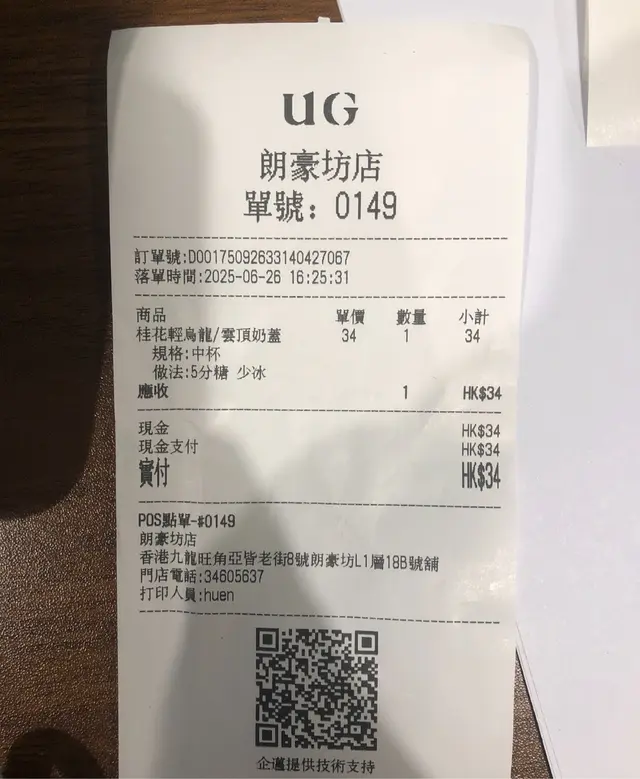 UG
朗豪坊店
單號: 0149
訂單號:D00175092633140427067
落單時間:2025-06-26 16:25:31
商品 單價 數量 小計
桂花輕烏龍/雲頂奶蓋 34 1 34
規格:中杯
做法:5分糖 少冰
應收 1 HK$34
現金 HK$34
現金支付 HK$34
實付 HK$34
POS點單-#0149
朗豪坊店
香港九龍旺角亞皆老街8號朗豪坊L1層18B號舖
門店電話:34605637
打印人員:huen
企邁提供技術支持